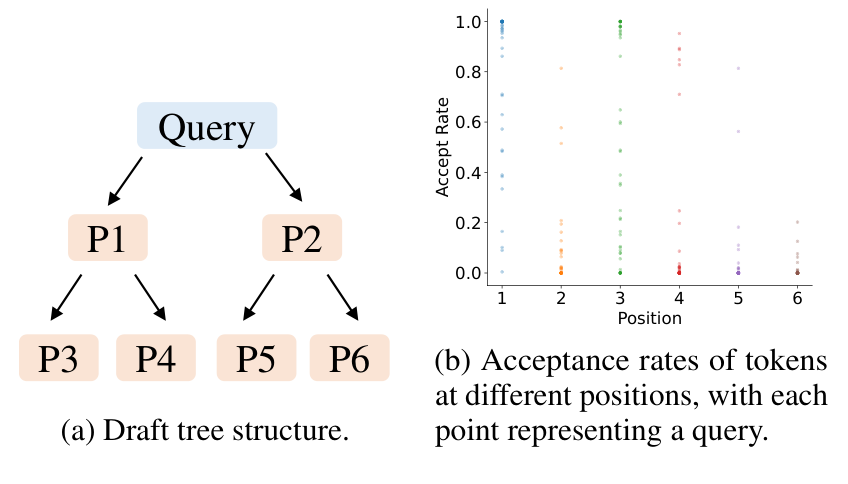 Query
P1
P2
P3
P4
P5
P6
(a) Draft tree structure.
Accept Rate
1.0
0.8
0.6
0.4
0.2
0.0
1 2 3 4 5 6
Position
(b) Acceptance rates of tokens
at different positions, with each
point representing a query.